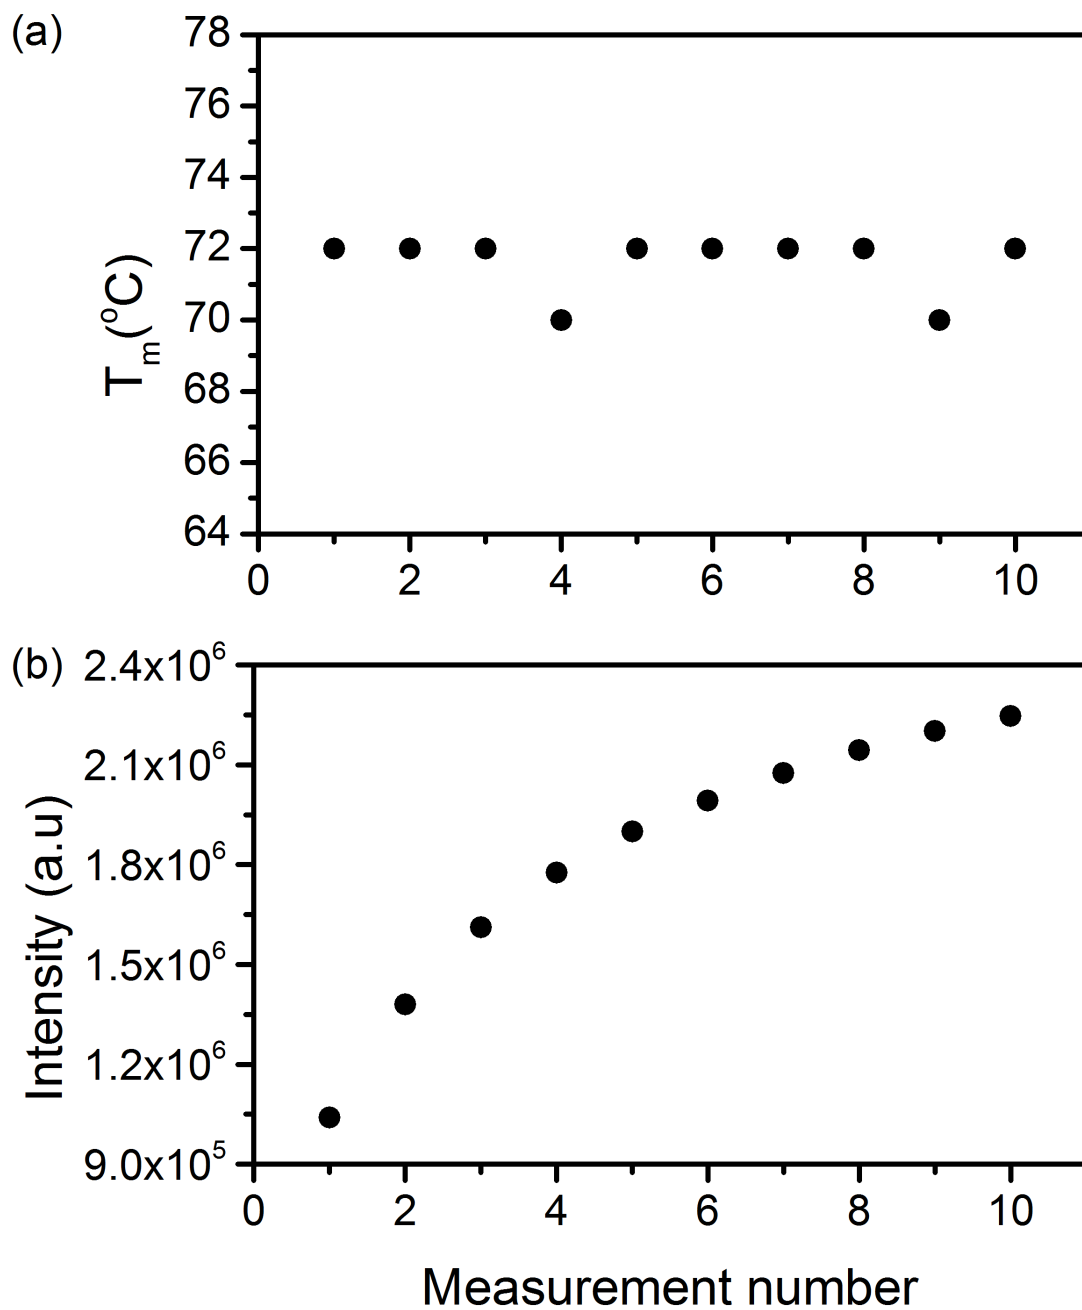 (a)
78
76
74
72
70
68
66
64
Tₘ(°C)
0 2 4 6 8 10
(b)
2.4x10⁶
2.1x10⁶
1.8x10⁶
1.5x10⁶
1.2x10⁶
9.0x10⁵
Intensity (a.u)
0 2 4 6 8 10
Measurement number